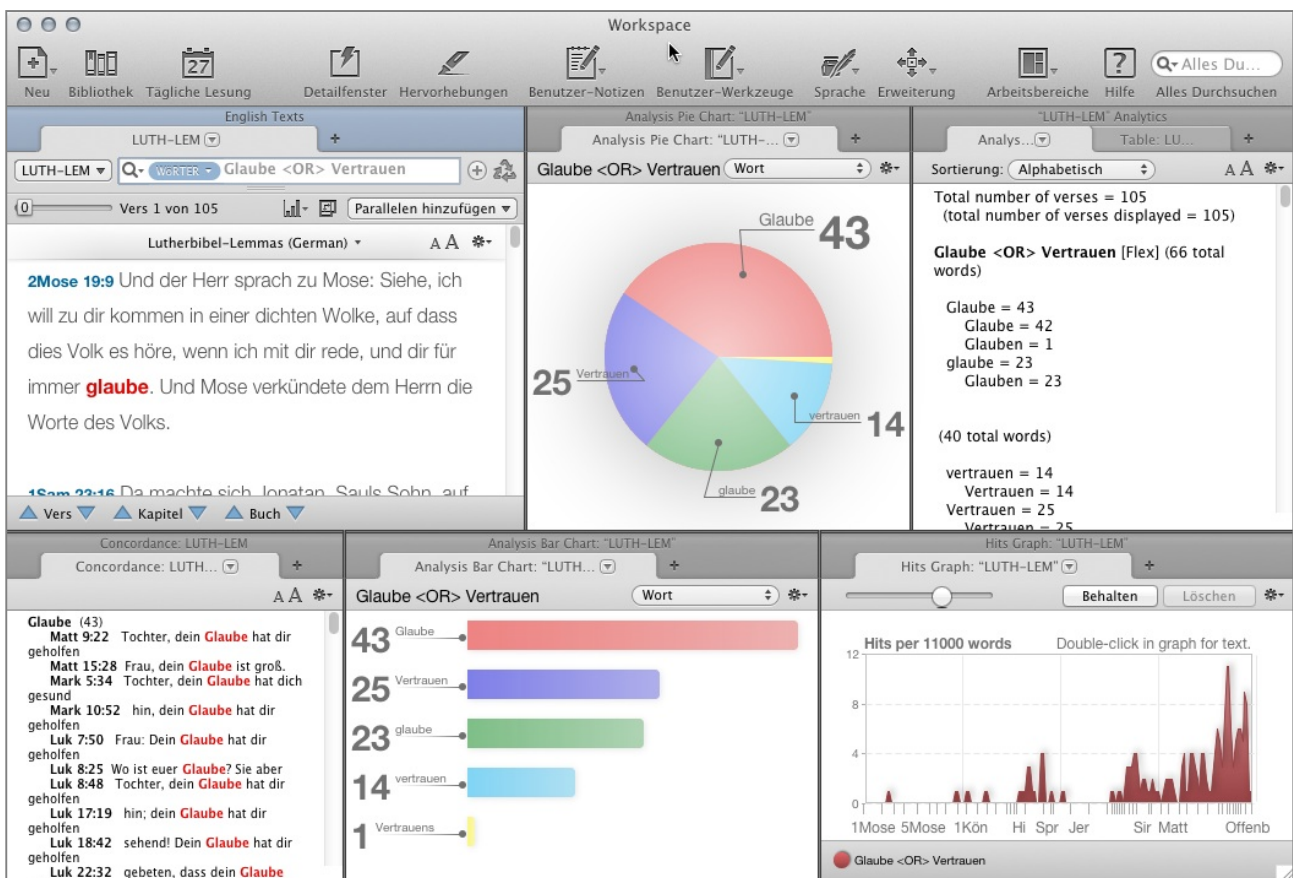 Workspace
Neu Bibliothek Tägliche Lesung Detailfenster Hervorhebungen Benutzer-Notizen Benutzer-Werkzeuge Sprache Erweiterung Arbeitsbereiche Hilfe Alles Durchsuchen
27
?
Alles Du...
English Texts
LUTH-LEM
+
LUTH-LEM WÖRTER Glaube <OR> Vertrauen
0 Vers 1 von 105 Parallelen hinzufügen
Lutherbibel-Lemmas (German) A A
2Mose 19:9 Und der Herr sprach zu Mose: Siehe, ich
will zu dir kommen in einer dichten Wolke, auf dass
dies Volk es höre, wenn ich mit dir rede, und dir für
immer glaube. Und Mose verkündete dem Herrn die
Worte des Volks.
1Sam 23:16 Da machte sich Jonatan, Sauls Sohn, auf
Vers Kapitel Buch
Analysis Pie Chart: "LUTH-LEM"
Analysis Pie Chart: "LUTH-... +
Glaube <OR> Vertrauen Wort
Glaube 43
25 Vertrauen
vertrauen 14
glaube 23
"LUTH-LEM" Analytics
Analys... Table: LU... +
Sortierung: Alphabetisch A A
Total number of verses = 105
(total number of verses displayed = 105)
Glaube <OR> Vertrauen [Flex] (66 total
words)
Glaube = 43
Glaube = 42
Glauben = 1
glaube = 23
Glauben = 23
(40 total words)
vertrauen = 14
Vertrauen = 14
Vertrauen = 25
Vertrauen = 25
Concordance: LUTH-LEM
Concordance: LUTH... +
A A
Glaube (43)
Matt 9:22 Tochter, dein Glaube hat dir
geholfen
Matt 15:28 Frau, dein Glaube ist groß.
Mark 5:34 Tochter, dein Glaube hat dich
gesund
Mark 10:52 hin, dein Glaube hat dir
geholfen
Luk 7:50 Frau: Dein Glaube hat dir
geholfen
Luk 8:25 Wo ist euer Glaube? Sie aber
Luk 8:48 Tochter, dein Glaube hat dir
geholfen
Luk 17:19 hin; dein Glaube hat dir
geholfen
Luk 18:42 sehend! Dein Glaube hat dir
geholfen
Luk 22:32 gebeten, dass dein Glaube
Analysis Bar Chart: "LUTH-LEM"
Analysis Bar Chart: "LUTH... +
Glaube <OR> Vertrauen Wort
43 Glaube
25 Vertrauen
23 glaube
14 vertrauen
1 Vertrauens
Hits Graph: "LUTH-LEM"
Hits Graph: "LUTH-LEM" +
Behalten Löschen
Hits per 11000 words Double-click in graph for text.
12
8
4
0
1Mose 5Mose 1Kön Hi Spr Jer Sir Matt Offenb
Glaube <OR> Vertrauen